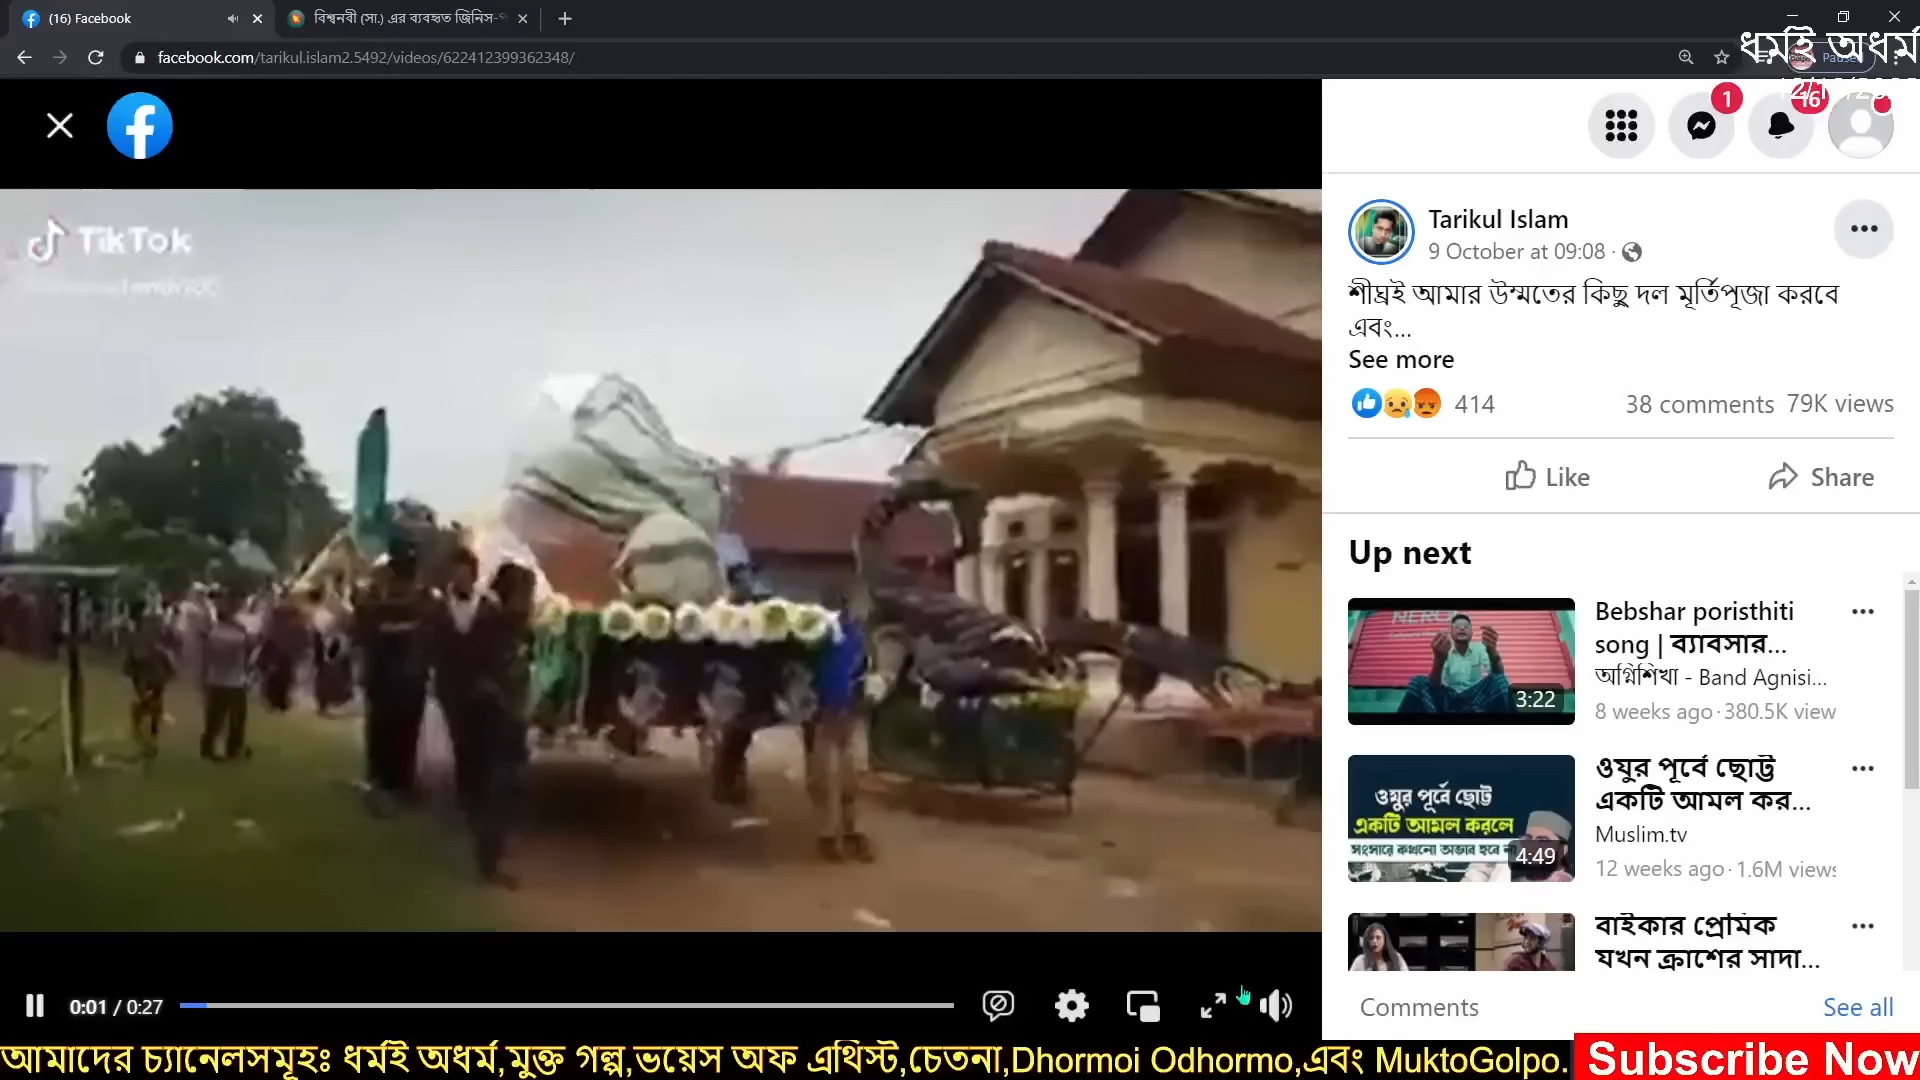 (16) Facebook
বিশ্বনবী (সা.) এর ব্যবহৃত জিনিস-
facebook.com/tarikul.islam2.5492/videos/622412399362348/
ধর্মই অধর্ম
Paused
1
16
TikTok
Tarikul Islam
9 October at 09:08 ·
শীঘ্রই আমার উম্মতের কিছু দল মূর্তিপূজা করবে
এবং...
See more
414
38 comments 79K views
Like
Share
Up next
Bebshar poristhiti
song | ব্যাবসার...
অগ্নিশিখা - Band Agnisi...
8 weeks ago · 380.5K view
3:22
ওযুর পূর্বে ছোট্ট
একটি আমল কর...
Muslim.tv
12 weeks ago · 1.6M views
ওযুর পূর্বে ছোট্ট
একটি আমল করলে
সংসারে কখনো অভাব হবে না
4:49
বাইকার প্রেমিক
যখন ক্রাশের সাদা...
Comments
See all
0:01 / 0:27
আমাদের চ্যানেলসমূহঃ ধর্মই অধর্ম,মুক্ত গল্প,ভয়েস অফ এথিস্ট,চেতনা,Dhormoi Odhormo,এবং MuktoGolpo.
Subscribe Now